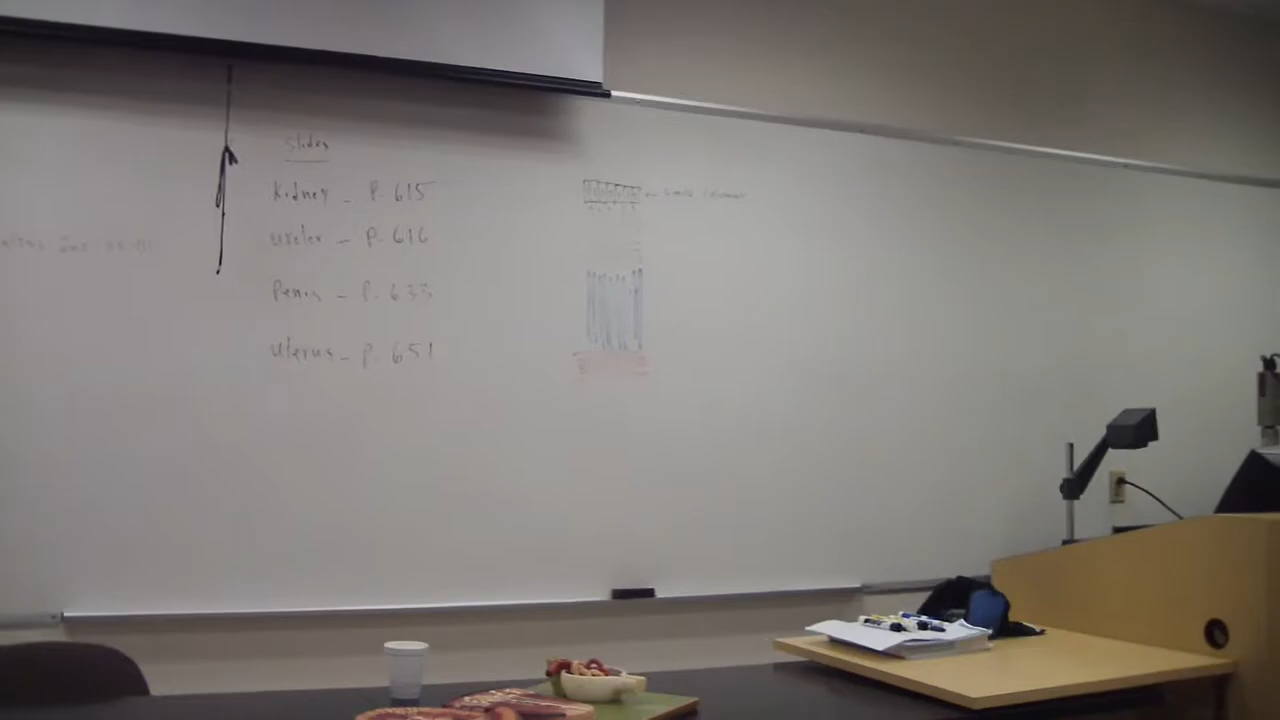 Slides
Kidney - P. 615
Ureter - P. 616
Penis - P. 633
Uterus - P. 651